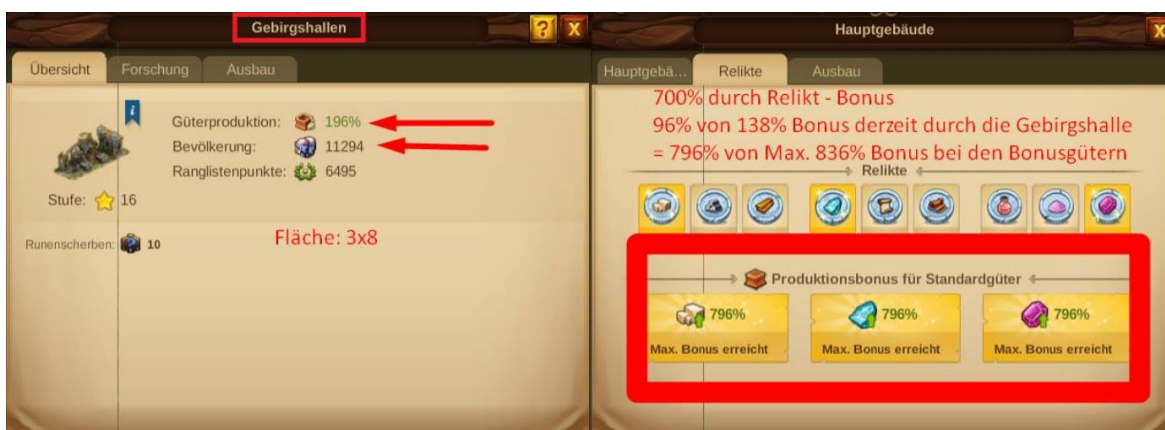 Gebirgshallen
?
X
Übersicht
Forschung
Ausbau
i
Güterproduktion: 196%
Bevölkerung: 11294
Ranglistenpunkte: 6495
Stufe: 16
Runenscherben: 10
Fläche: 3x8
Hauptgebäude
X
Hauptgebä...
Relikte
Ausbau
700% durch Relikt - Bonus
96% von 138% Bonus derzeit durch die Gebirgshalle
= 796% von Max. 836% Bonus bei den Bonusgütern
Relikte
Produktionsbonus für Standardgüter
796%
Max. Bonus erreicht
796%
Max. Bonus erreicht
796%
Max. Bonus erreicht